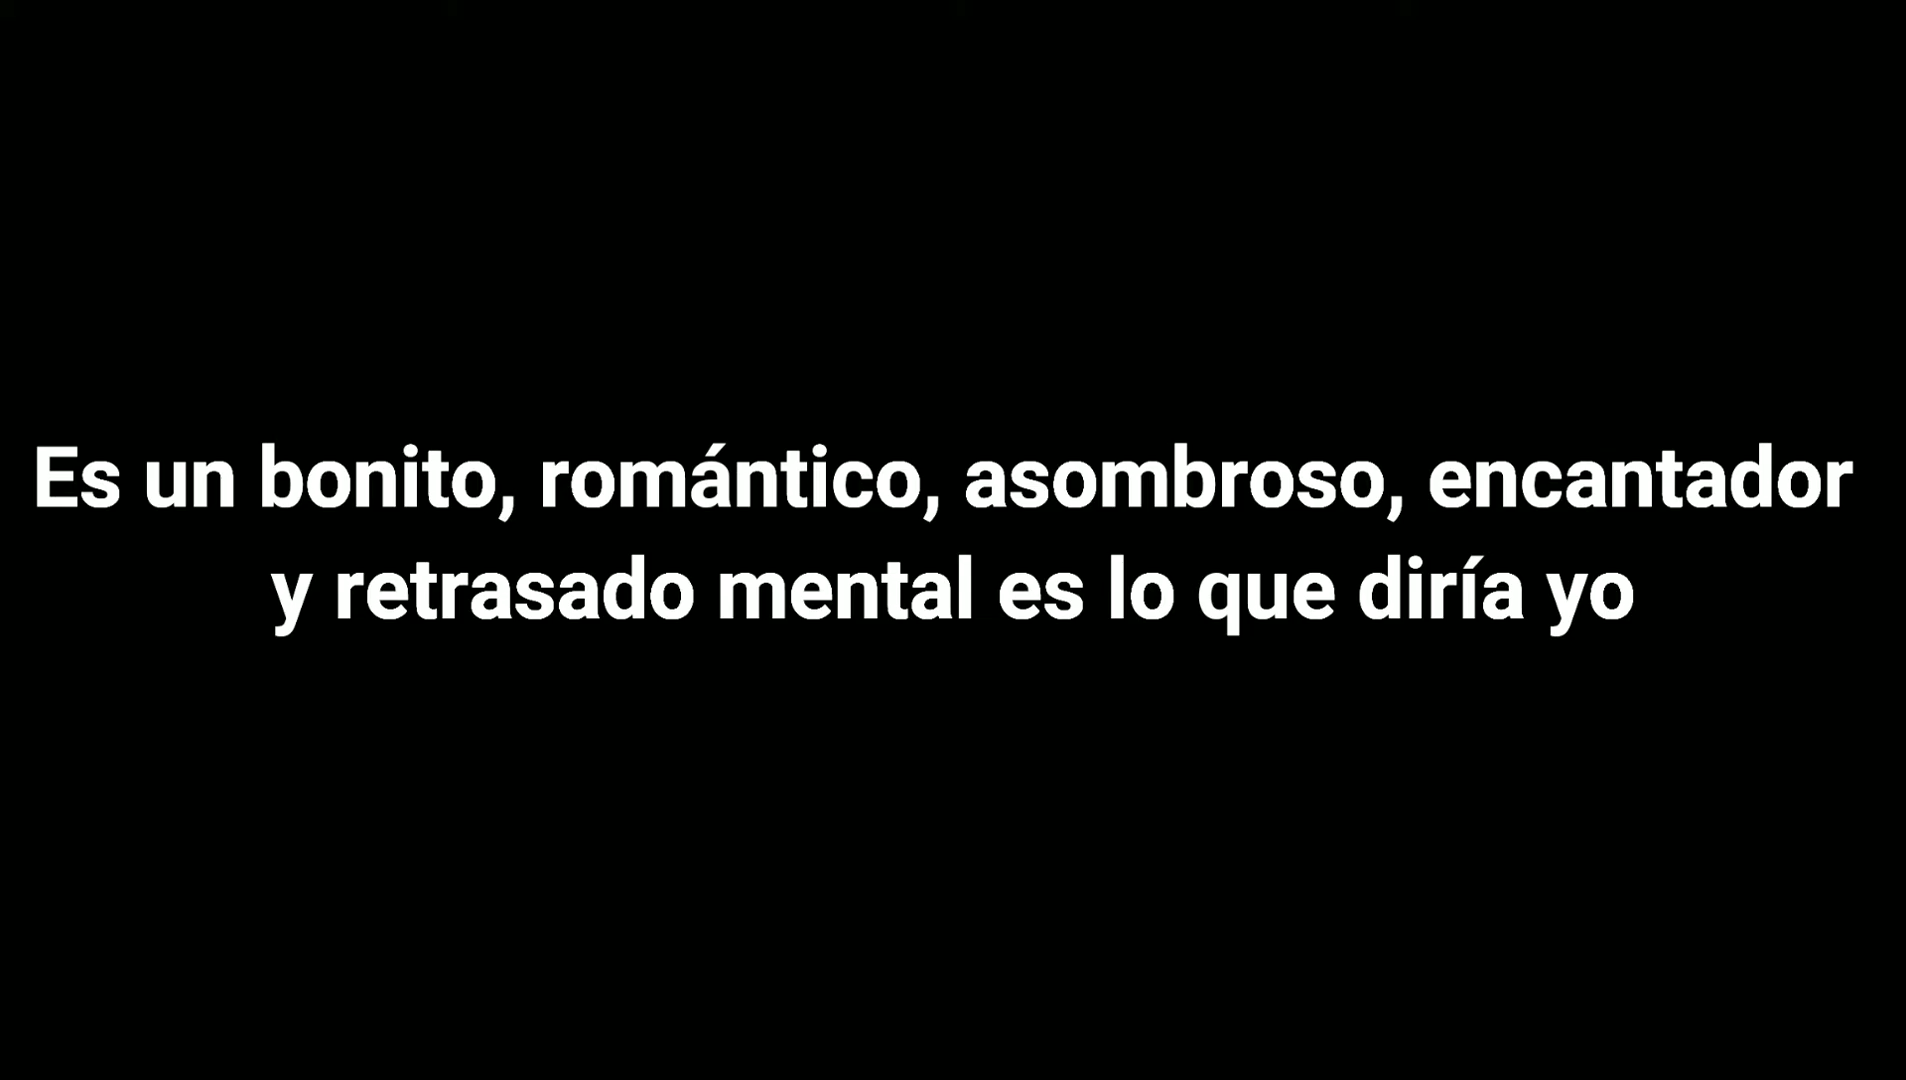 Es un bonito, romántico, asombroso, encantador
y retrasado mental es lo que diría yo